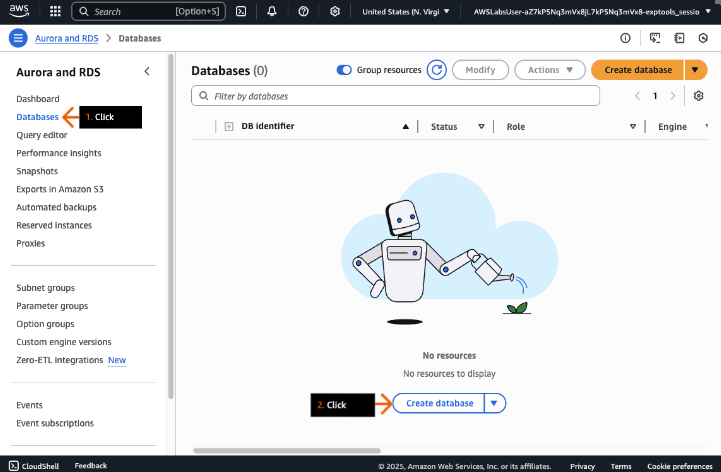 aws
Search
[Option+S]
United States (N. Virgi
AWSLabsUser-aZ7kPSNq3mVx8jL7kPSNq3mVx8-exptools_sessio
Aurora and RDS > Databases
Aurora and RDS
Dashboard
Databases
1. Click
Query editor
Performance insights
Snapshots
Exports in Amazon S3
Automated backups
Reserved instances
Proxies
Subnet groups
Parameter groups
Option groups
Custom engine versions
Zero-ETL integrations New
Events
Event subscriptions
Databases (0)
Group resources
Modify
Actions
Create database
Filter by databases
1
DB identifier
Status
Role
Engine
No resources
No resources to display
2. Click
Create database
CloudShell
Feedback
© 2025, Amazon Web Services, Inc. or its affiliates.
Privacy
Terms
Cookie preferences